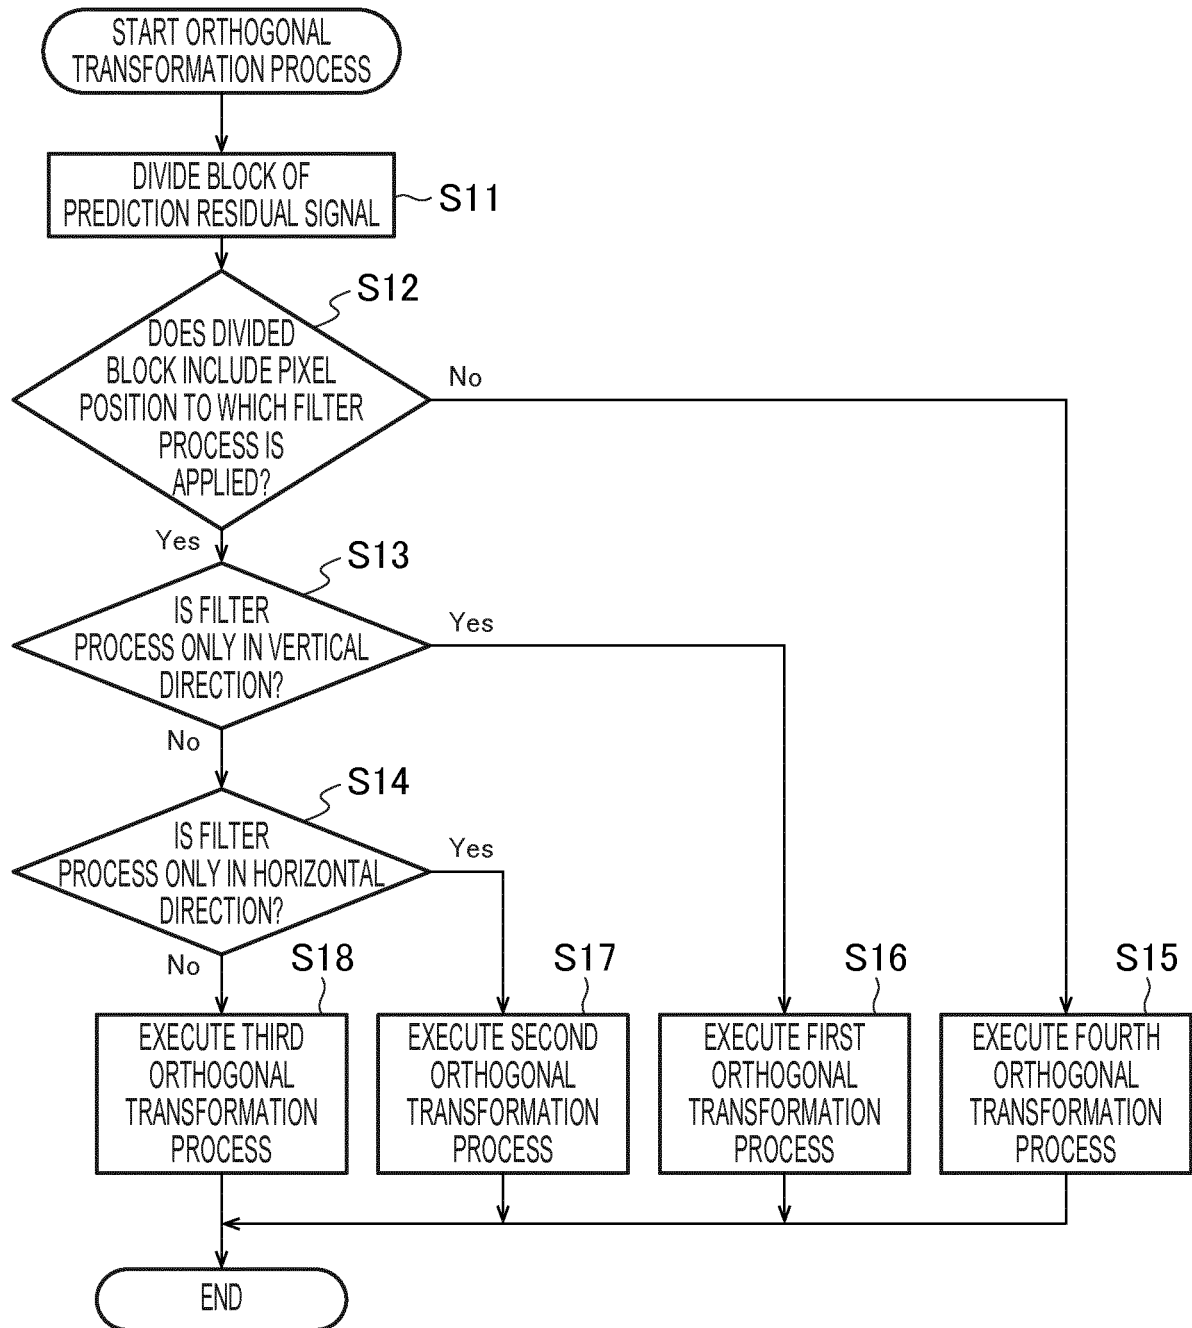 START ORTHOGONAL
TRANSFORMATION PROCESS
DIVIDE BLOCK OF
PREDICTION RESIDUAL SIGNAL
S11
S12
DOES DIVIDED
BLOCK INCLUDE PIXEL
POSITION TO WHICH FILTER
PROCESS IS
APPLIED?
No
Yes
S13
IS FILTER
PROCESS ONLY IN VERTICAL
DIRECTION?
Yes
No
S14
IS FILTER
PROCESS ONLY IN HORIZONTAL
DIRECTION?
Yes
No
S18
EXECUTE THIRD
ORTHOGONAL
TRANSFORMATION
PROCESS
S17
EXECUTE SECOND
ORTHOGONAL
TRANSFORMATION
PROCESS
S16
EXECUTE FIRST
ORTHOGONAL
TRANSFORMATION
PROCESS
S15
EXECUTE FOURTH
ORTHOGONAL
TRANSFORMATION
PROCESS
END